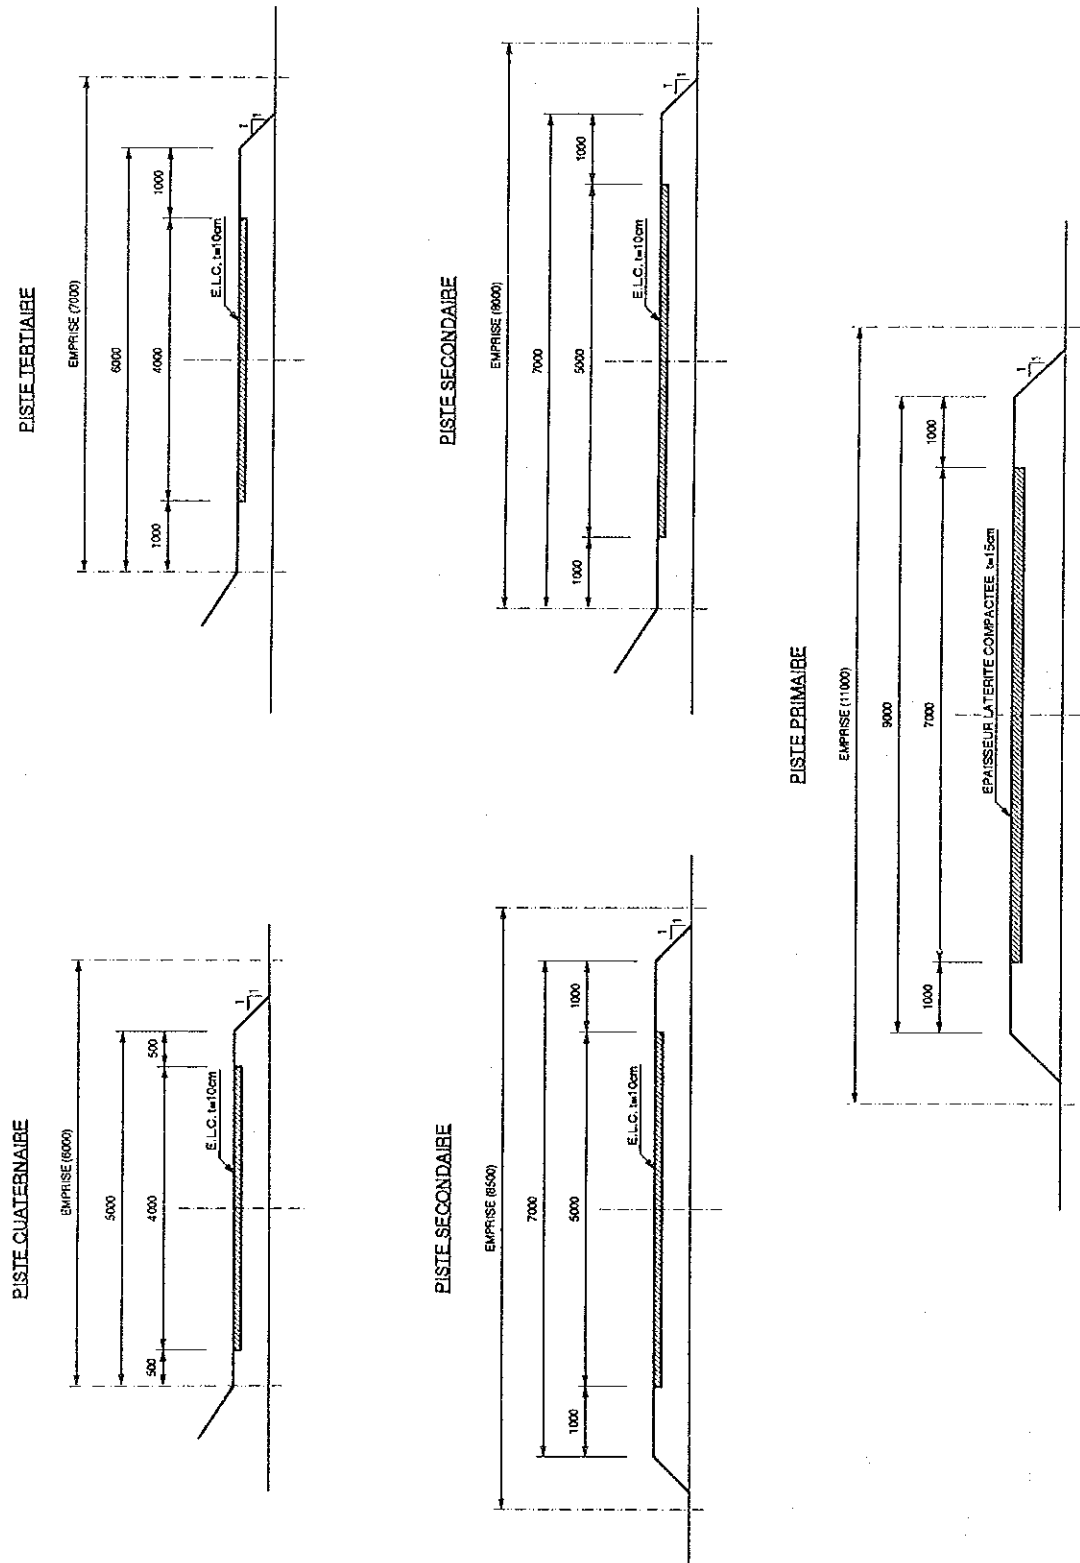 PISTE CUATERNAIRE
EMPRISE (6000)
5000
500
4000
500
E.L.C. t=10cm
1
1
PISTE TERTIAIRE
EMPRISE (7000)
6000
1000
4000
1000
E.L.C. t=10cm
1
1
PISTE SECONDAIRE
EMPRISE (8500)
7000
1000
5000
1000
E.L.C. t=10cm
1
1
PISTE SECONDAIRE
EMPRISE (8000)
7000
1000
5000
1000
E.L.C. t=10cm
1
1
PISTE PRIMAIRE
EMPRISE (11000)
9000
1000
7000
1000
EPAISSEUR LATERITE COMPACTEE t=15cm
1
1